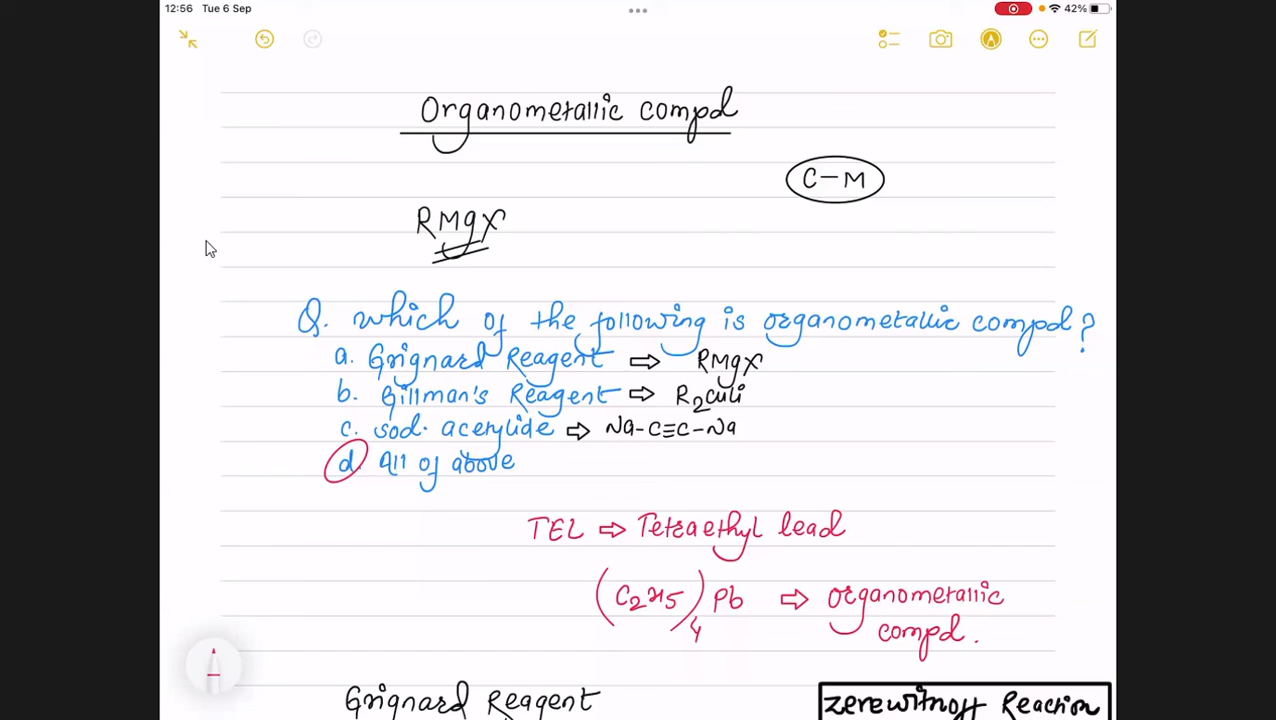 12:56 Tue 6 Sep
42%
Organometallic compd
C-M
RMgX
Q. which of the following is organometallic compd?
a. Grignard Reagent ⇨ RMgX
b. Gillman's Reagent ⇨ R2CuLi
c. sod. acetylide ⇨ Na-C≡C-Na
d. All of above
TEL ⇨ Tetraethyl lead
(C2H5)4 Pb ⇨ organometallic
compd.
Grignard Reagent
zerewitnoff Reaction